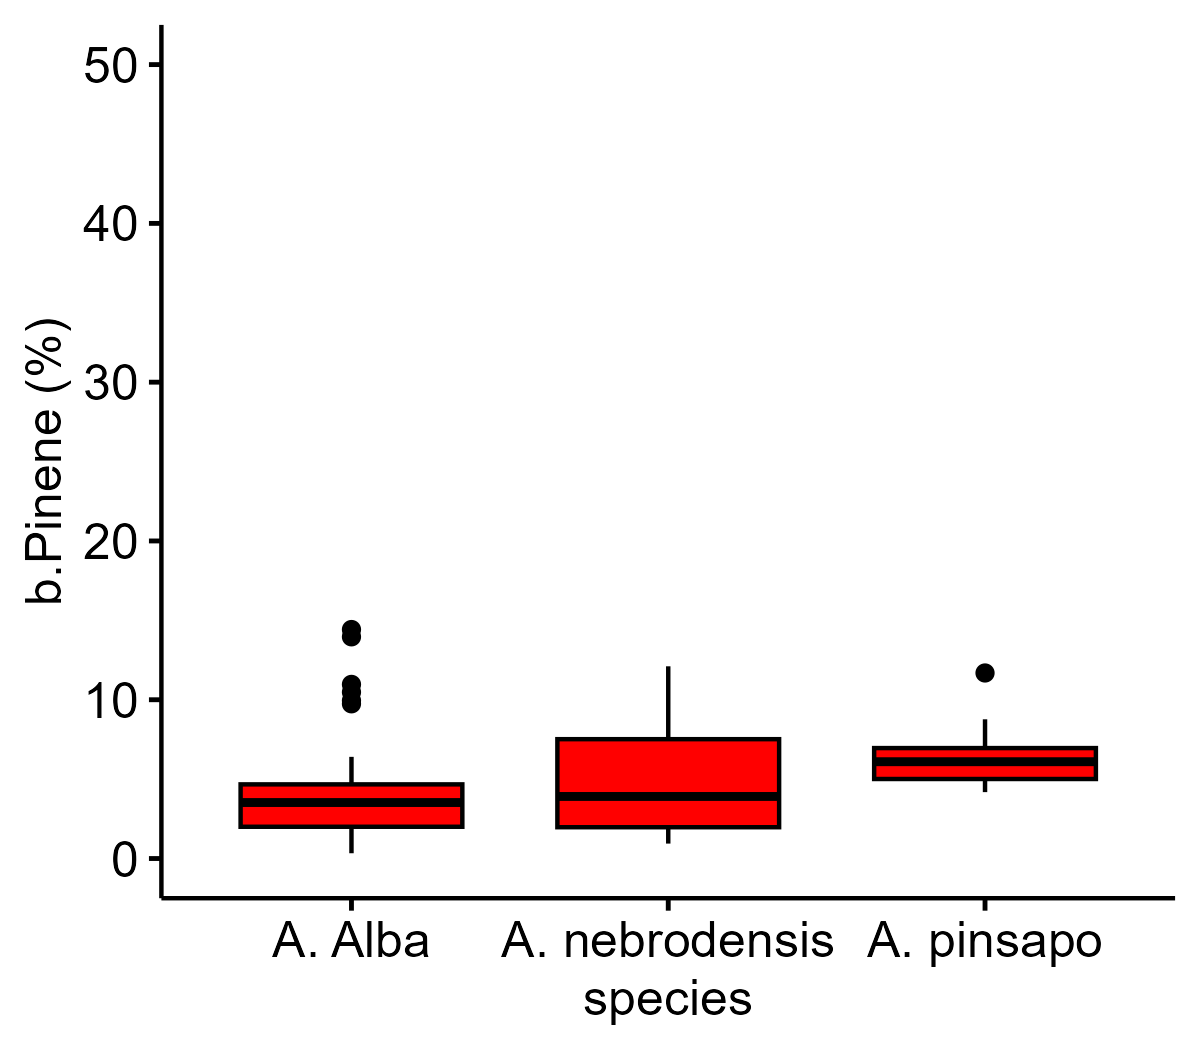 50
40
30
20
10
0
b.Pinene (%)
A. Alba
A. nebrodensis
A. pinsapo
species